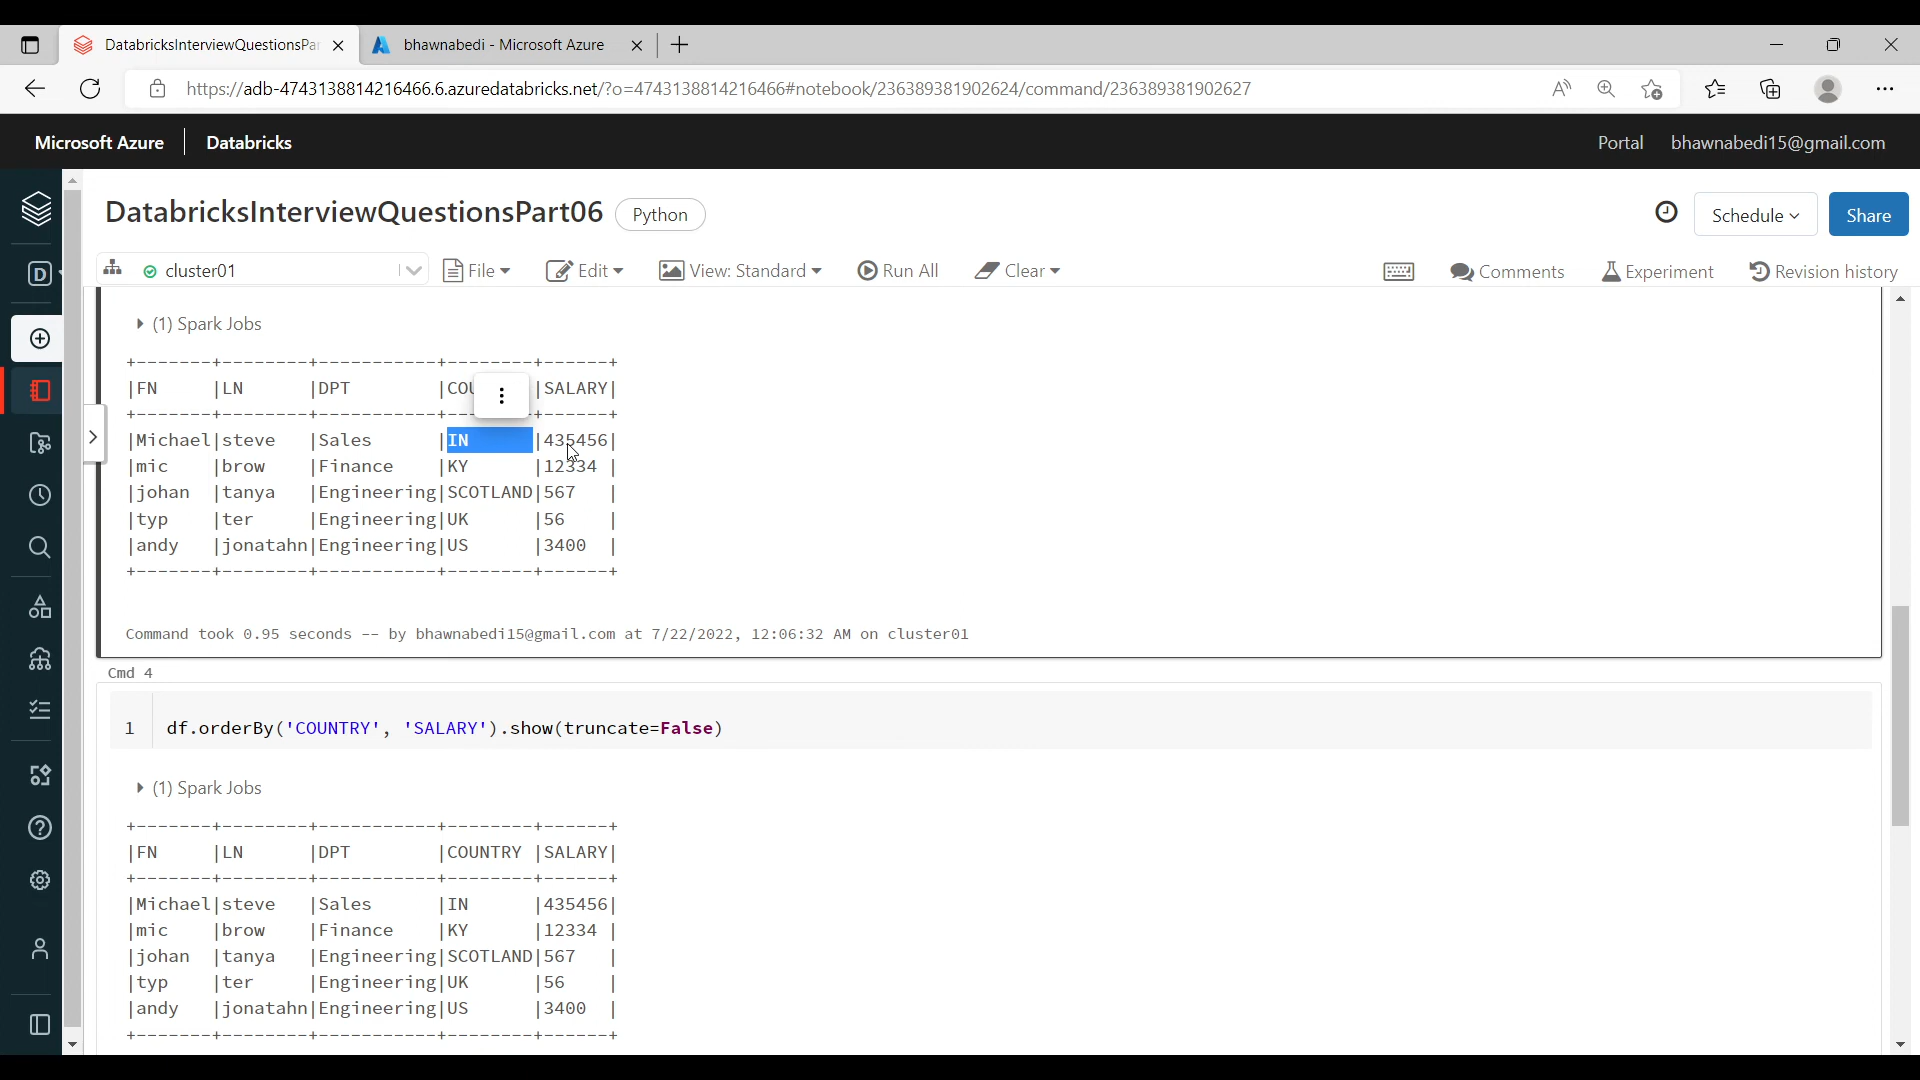 DatabricksInterviewQuestionsPar
bhawnabedi - Microsoft Azure
https://adb-4743138814216466.6.azuredatabricks.net/?o=4743138814216466#notebook/236389381902624/command/236389381902627
Microsoft Azure | Databricks
Portal bhawnabedi15@gmail.com
DatabricksInterviewQuestionsPart06 Python
Schedule Share
D
cluster01 File Edit View: Standard Run All Clear Comments Experiment Revision history
(1) Spark Jobs
+-------+--------+-----------+--------+------+
|FN     |LN      |DPT        |COU     |SALARY|
+-------+--------+-----------+--------+------+
|Michael|steve   |Sales      |IN      |435456|
|mic    |brow    |Finance    |KY      |12334 |
|johan  |tanya   |Engineering|SCOTLAND|567   |
|typ    |ter     |Engineering|UK      |56    |
|andy   |jonatahn|Engineering|US      |3400  |
+-------+--------+-----------+--------+------+
Command took 0.95 seconds -- by bhawnabedi15@gmail.com at 7/22/2022, 12:06:32 AM on cluster01
Cmd 4
1 df.orderBy('COUNTRY', 'SALARY').show(truncate=False)
(1) Spark Jobs
+-------+--------+-----------+--------+------+
|FN     |LN      |DPT        |COUNTRY |SALARY|
+-------+--------+-----------+--------+------+
|Michael|steve   |Sales      |IN      |435456|
|mic    |brow    |Finance    |KY      |12334 |
|johan  |tanya   |Engineering|SCOTLAND|567   |
|typ    |ter     |Engineering|UK      |56    |
|andy   |jonatahn|Engineering|US      |3400  |
+-------+--------+-----------+--------+------+